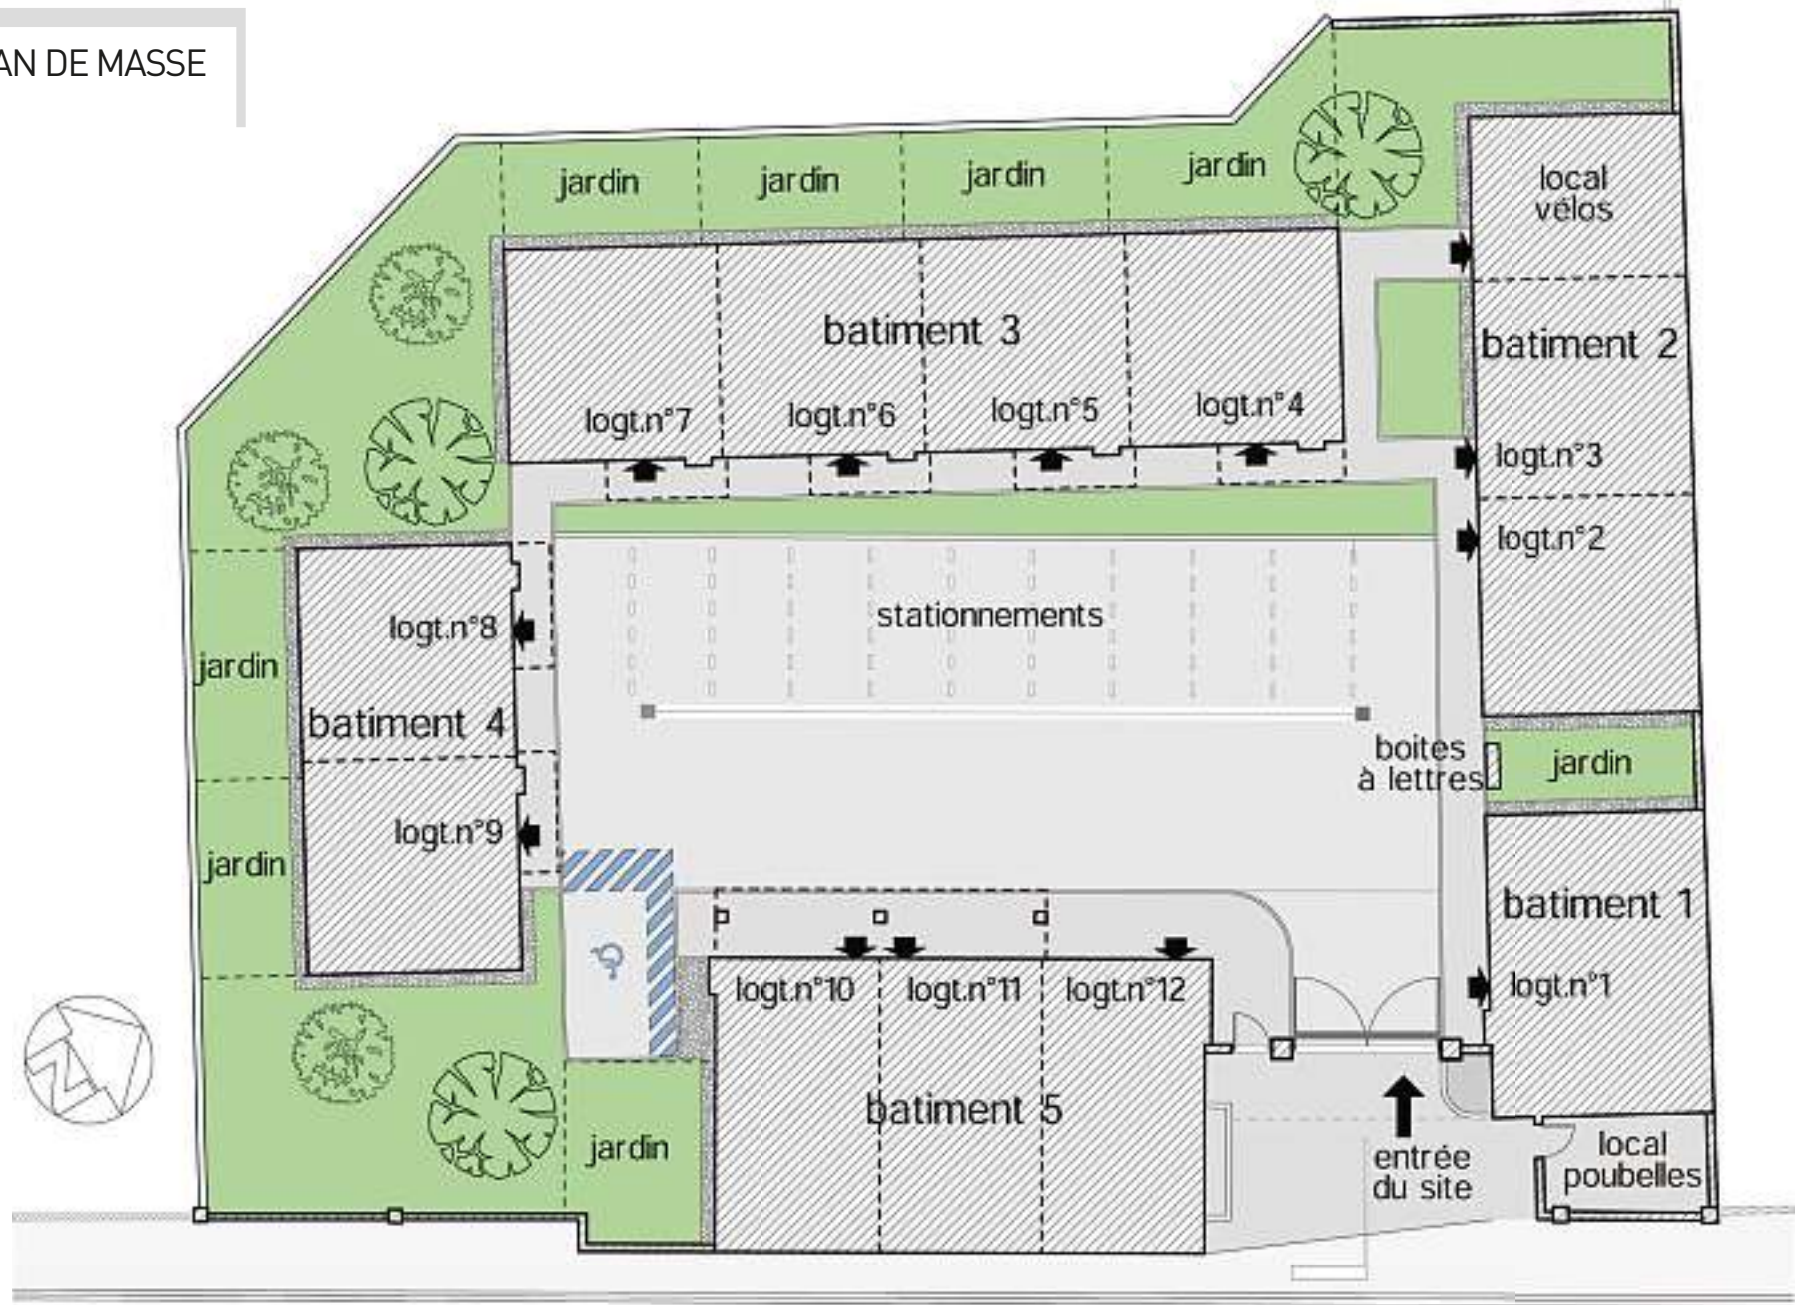 AN DE MASSE
jardin
jardin
jardin
jardin
local
vélos
batiment 3
batiment 2
logt.n°7
logt.n°6
logt.n°5
logt.n°4
logt.n°3
logt.n°2
stationnements
logt.n°8
jardin
batiment 4
boites
à lettres
jardin
logt.n°9
jardin
batiment 1
logt.n°10
logt.n°11
logt.n°12
logt.n°1
batiment 5
jardin
entrée
du site
local
poubelles